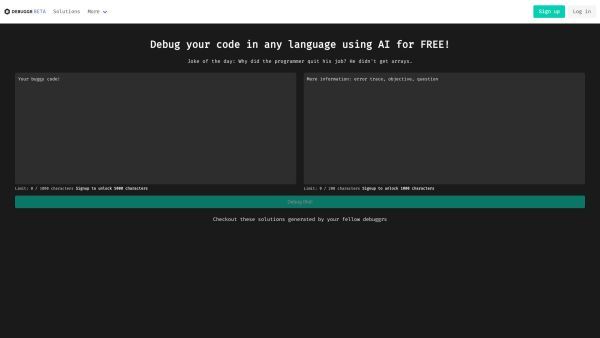 DEBUGGR BETA Solutions More Sign up Log in
Debug your code in any language using AI for FREE!
Joke of the day: Why did the programmer quit his job? He didn't get arrays.
Your buggy code!
More information: error trace, objective, question
Limit: 0 / 1000 characters Signup to unlock 5000 characters
Limit: 0 / 200 characters Signup to unlock 1000 characters
Debug this!
Checkout these solutions generated by your fellow debuggrs